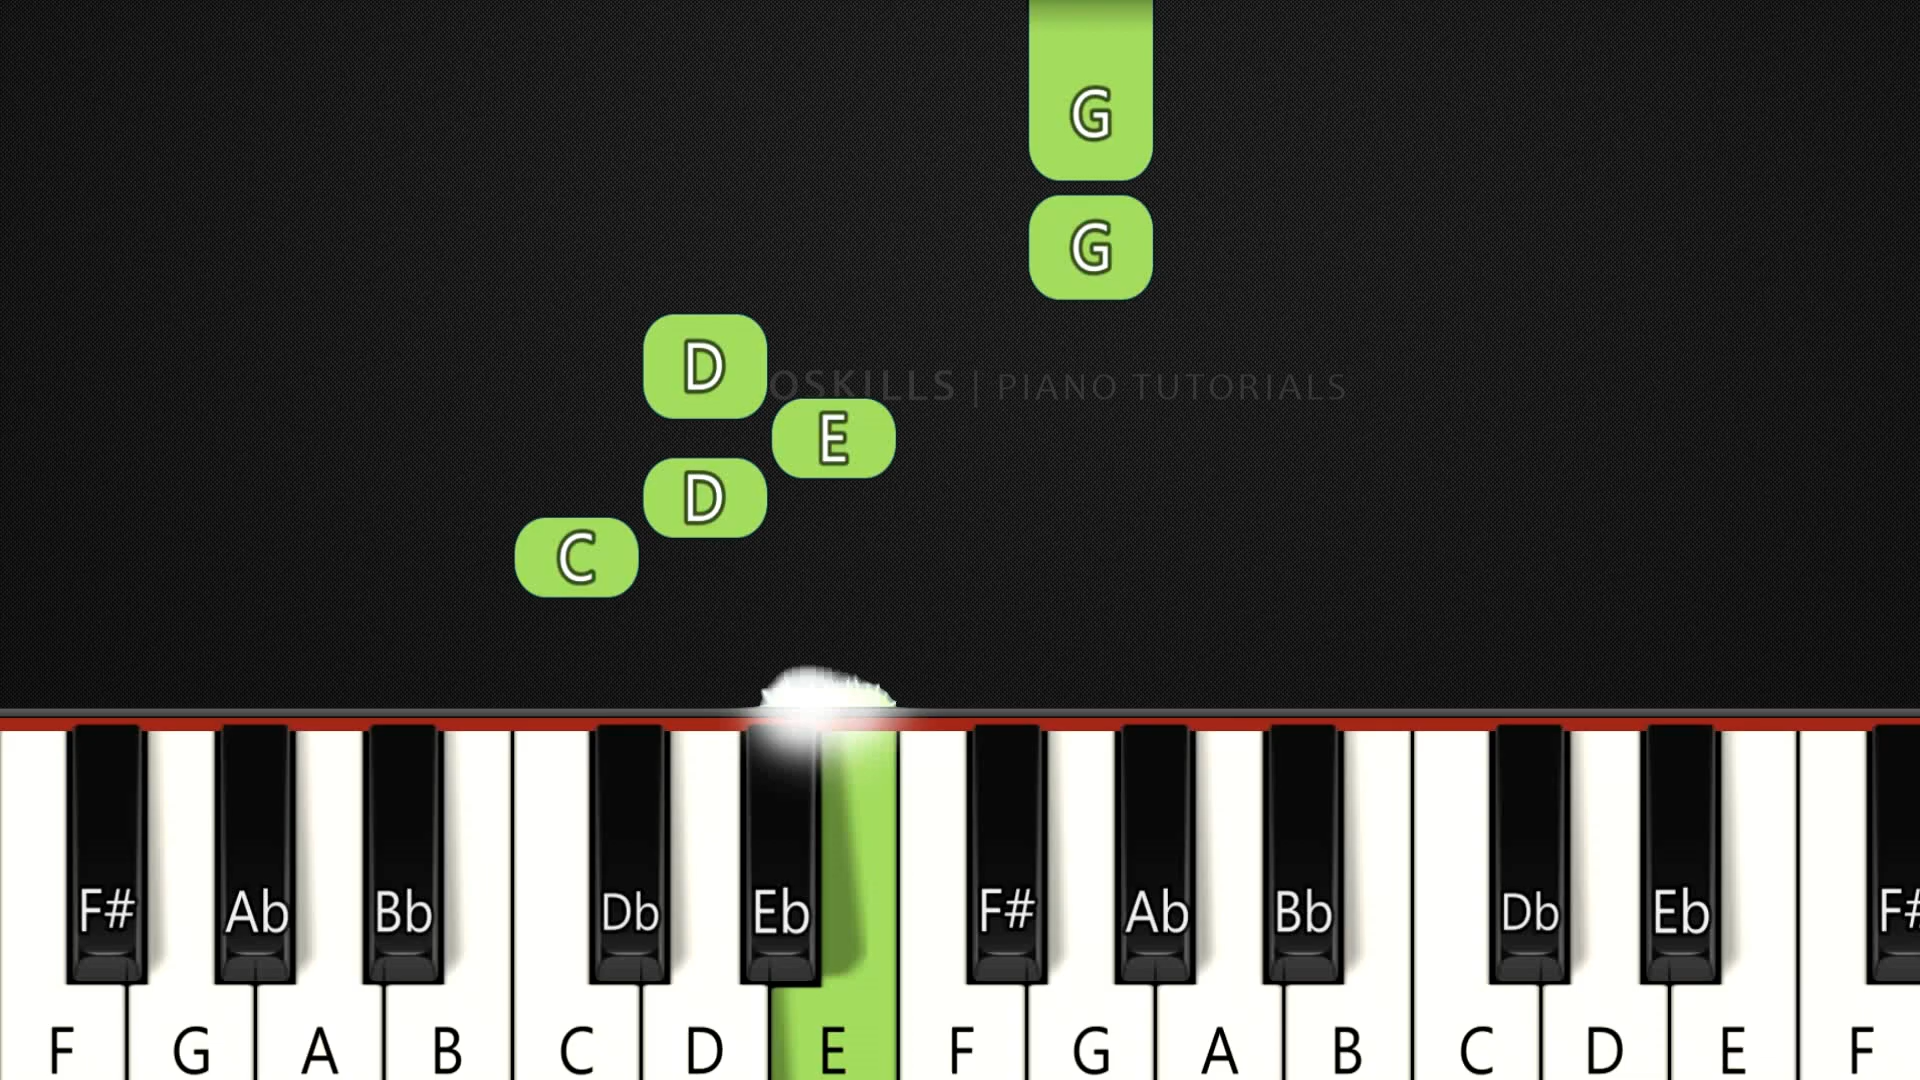 G
G
D
OSKILLS | PIANO TUTORIALS
E
D
C
F# Ab Bb Db Eb F# Ab Bb Db Eb F#
F G A B C D E F G A B C D E F